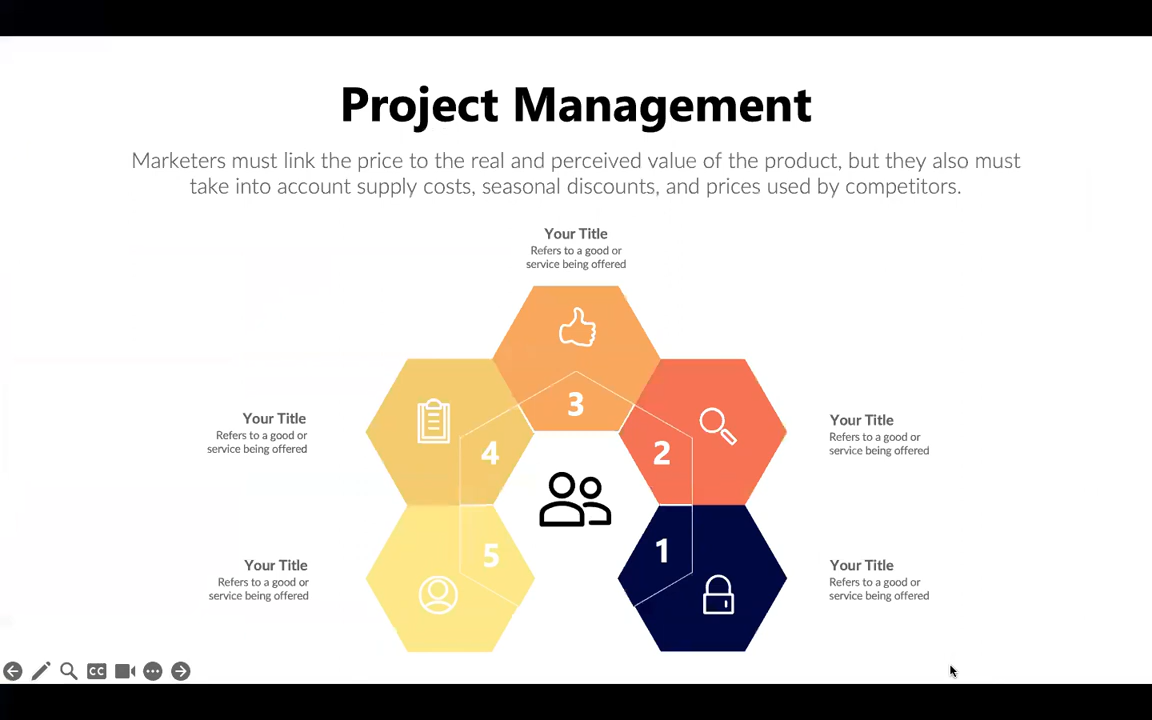 Project Management
Marketers must link the price to the real and perceived value of the product, but they also must
take into account supply costs, seasonal discounts, and prices used by competitors.
Your Title
Refers to a good or
service being offered
3
Your Title
Refers to a good or
service being offered
4
2
Your Title
Refers to a good or
service being offered
Your Title
Refers to a good or
service being offered
5
1
Your Title
Refers to a good or
service being offered
CC